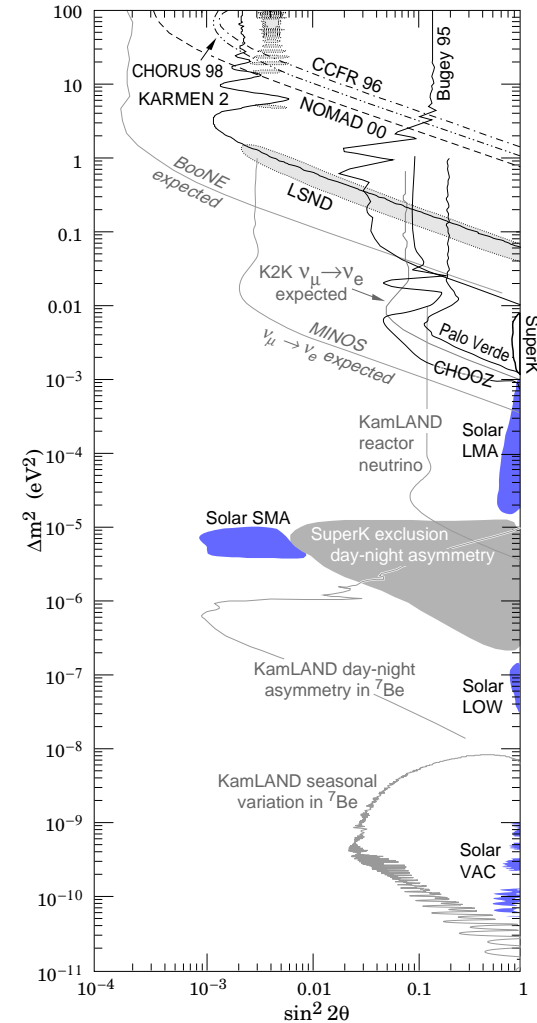 100
10
1
0.1
0.01
10⁻³
10⁻⁴
10⁻⁵
10⁻⁶
10⁻⁷
10⁻⁸
10⁻⁹
10⁻¹⁰
10⁻¹¹
Δm² (eV²)
CHORUS 98
KARMEN 2
CCFR 96
NOMAD 00
Bugey 95
BooNE
expected
LSND
K2K νμ→νe
expected
MINOS
νμ → νe expected
Palo Verde
CHOOZ
SuperK
KamLAND
reactor
neutrino
Solar
LMA
Solar SMA
SuperK exclusion
day-night asymmetry
KamLAND day-night
asymmetry in ⁷Be
Solar
LOW
KamLAND seasonal
variation in ⁷Be
Solar
VAC
10⁻⁴
10⁻³
0.01
0.1
1
sin² 2θ